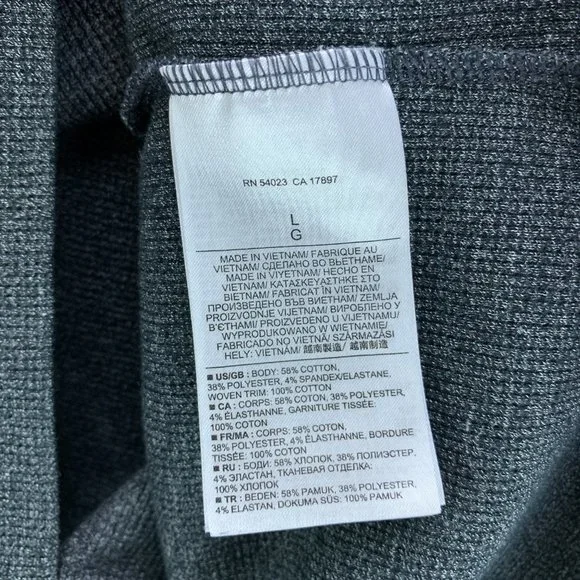 RN 54023 CA 17897
L
G
MADE IN VIETNAM/ FABRIQUE AU
VIETNAM/ СДЕЛАНО ВО ВЬЕТНАМЕ/
MADE IN VIYETNAM/ HECHO EN
VIETNAM/ ΚΑΤΑΣΚΕΥΑΣΤΗΚΕ ΣΤΟ
ΒΙΕΤΝΑΜ/ FABRICAT ÎN VIETNAM/
ПРОИЗВЕДЕНО ВЪВ ВИЕТНАМ/ ZEMLJA
PROIZVODNJE VIJETNAM/ ВИРОБЛЕНО У
В'ЄТНАМІ/ PROIZVEDENO U VIJETNAMU/
WYPRODUKOWANO W WIETNAMIE/
FABRICADO NO VIETNÃ/ SZÁRMAZÁSI
HELY: VIETNÁM/ 越南製造/ 越南制造
■ US/GB : BODY: 58% COTTON,
38% POLYESTER, 4% SPANDEX/ELASTANE,
WOVEN TRIM: 100% COTTON
■ CA : CORPS: 58% COTON, 38% POLYESTER,
4% ÉLASTHANNE, GARNITURE TISSÉE:
100% COTON
■ FR/MA : CORPS: 58% COTON,
38% POLYESTER, 4% ÉLASTHANNE, BORDURE
TISSÉE: 100% COTON
■ RU : БОДИ: 58% ХЛОПОК, 38% ПОЛИЭСТЕР,
4% ЭЛАСТАН, ТКАНЕВАЯ ОТДЕЛКА:
100% ХЛОПОК
■ TR : BEDEN: 58% PAMUK, 38% POLYESTER,
4% ELASTAN, DOKUMA SÜS: 100% PAMUK